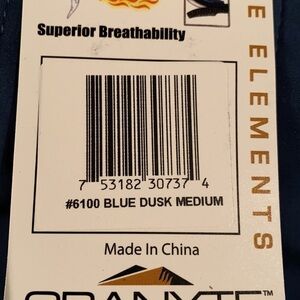 Superior Breathability
7 53182 30737 4
#6100 BLUE DUSK MEDIUM
Made In China
E ELEMENTS